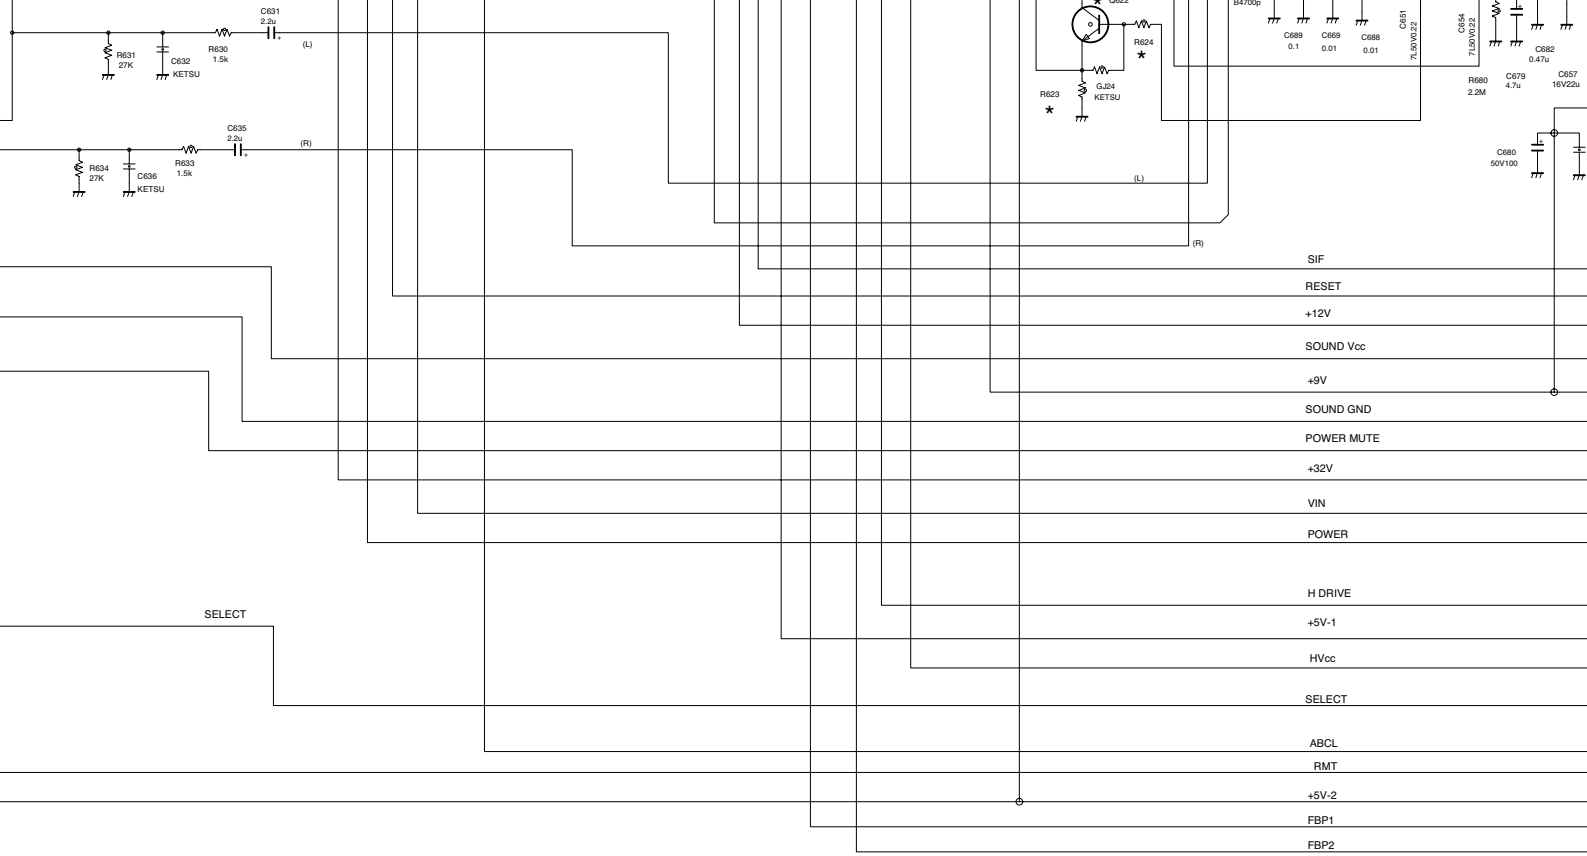 C631
2.2u
(L)
R631
27K
C632
KETSU
R630
1.5k
C635
2.2u
(R)
R634
27K
C636
KETSU
R633
1.5k
Q622
R624
*
GJ24
KETSU
R623
*
B4700p
C689
0.1
C669
0.01
C688
0.01
C651
7L50V0.22
C654
7L50V0.22
C682
0.47u
R680
2.2M
C679
4.7u
C657
16V22u
C680
50V100
(L)
(R)
SIF
RESET
+12V
SOUND Vcc
+9V
SOUND GND
POWER MUTE
+32V
VIN
POWER
H DRIVE
+5V-1
HVcc
SELECT
SELECT
ABCL
RMT
+5V-2
FBP1
FBP2